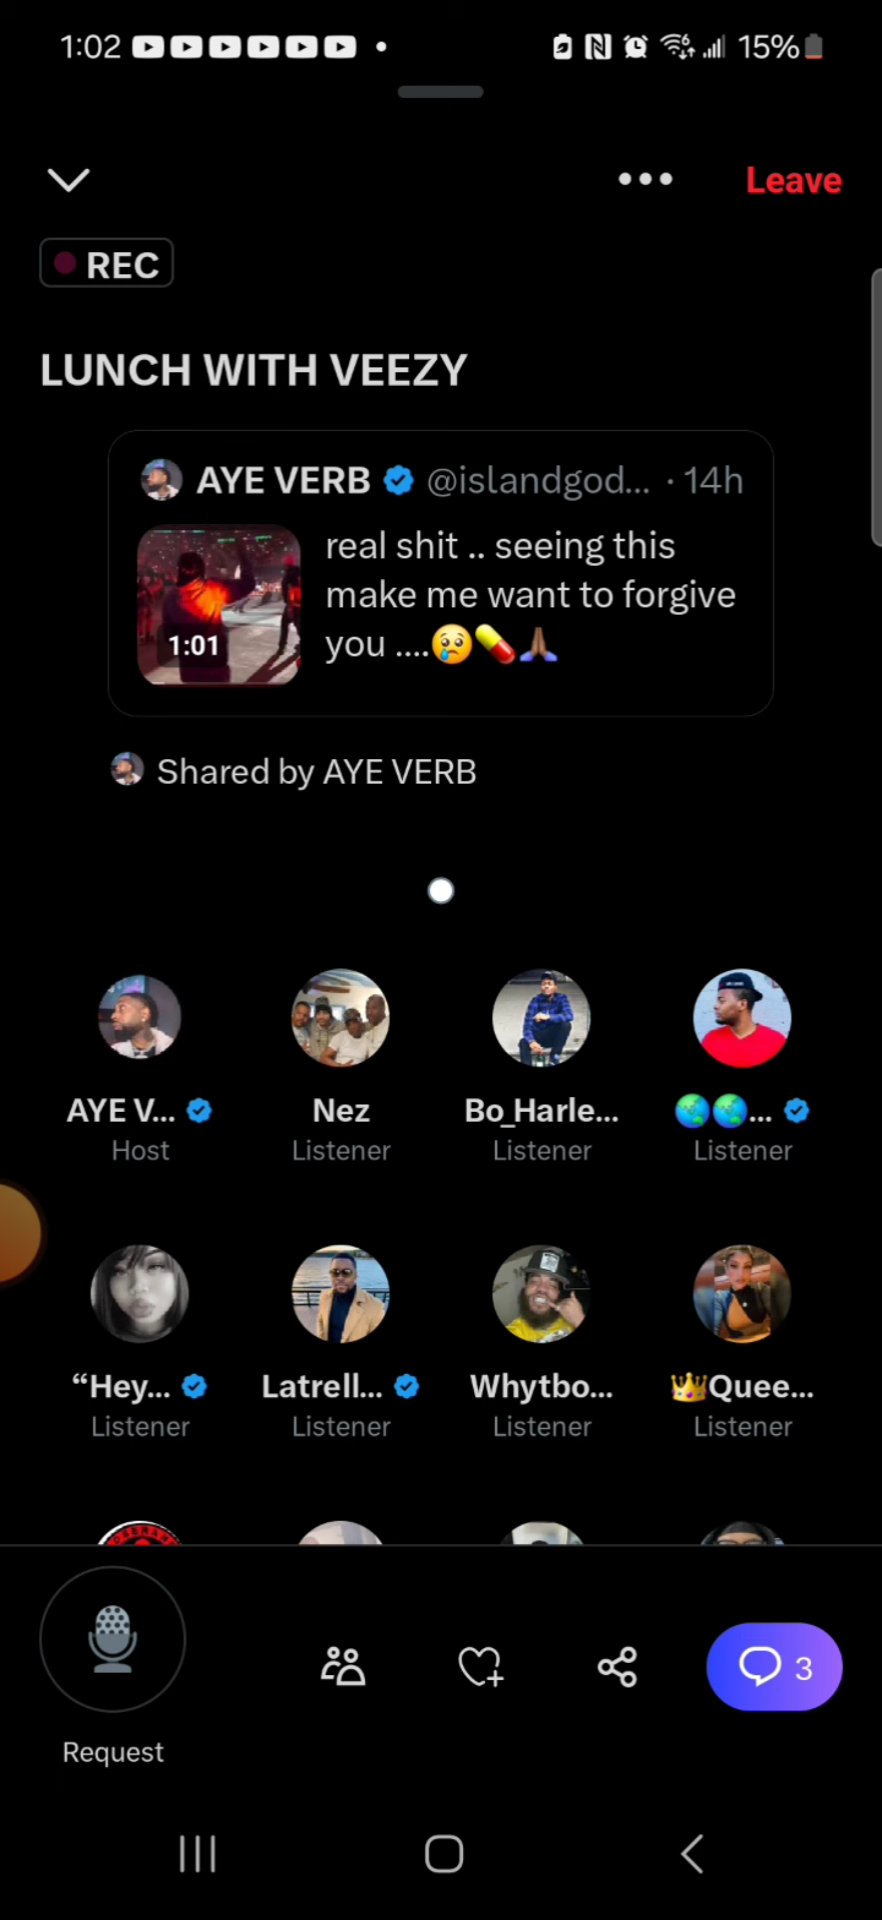 1:02 15%
Leave
REC
LUNCH WITH VEEZY
AYE VERB @islandgod... · 14h
real shit .. seeing this
make me want to forgive
you ....😢💊🙏🏾
1:01
Shared by AYE VERB
AYE V... Nez Bo_Harle... 🌏🌏...
Host Listener Listener Listener
“Hey... Latrell... Whytbo... 👑Quee...
Listener Listener Listener Listener
3
Request